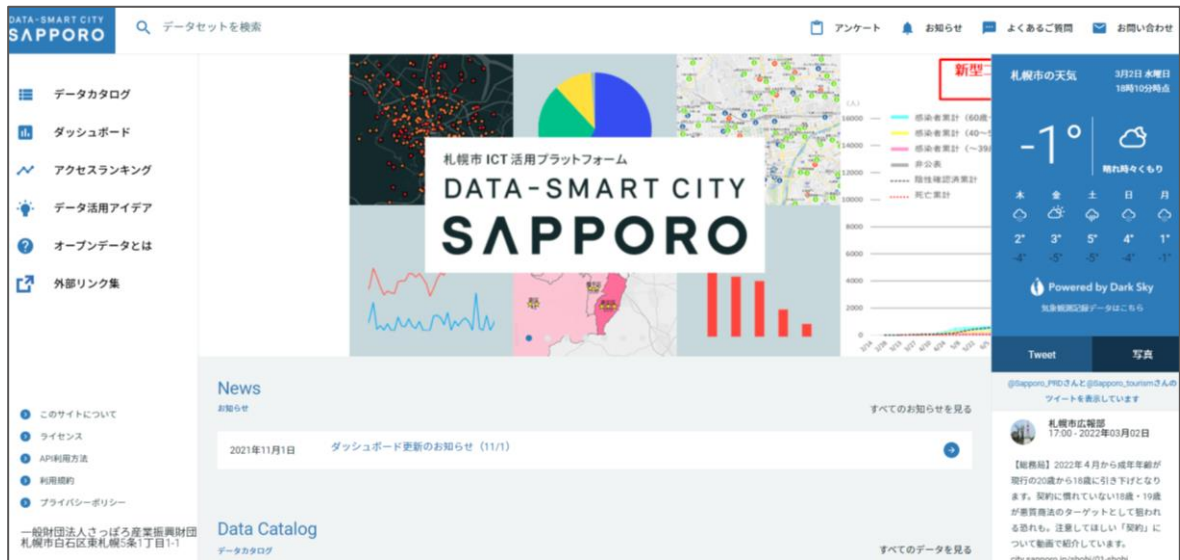 DATA-SMART CITY
SAPPORO
データセットを検索
アンケート
お知らせ
よくあるご質問
お問い合わせ
データカタログ
ダッシュボード
アクセスランキング
データ活用アイデア
オープンデータとは
外部リンク集
このサイトについて
ライセンス
API利用方法
利用規約
プライバシーポリシー
一般財団法人さっぽろ産業振興財団
札幌市白石区東札幌5条1丁目1-1
札幌市 ICT 活用プラットフォーム
DATA-SMART CITY
SAPPORO
新型
(人)
16000
14000
12000
10000
8000
6000
4000
2000
0
感染者累計（60歳
感染者累計（40～5
感染者累計（～39
非公表
陰性確認済累計
死亡累計
News
お知らせ
すべてのお知らせを見る
2021年11月1日
ダッシュボード更新のお知らせ（11/1）
Data Catalog
データカタログ
すべてのデータを見る
札幌市の天気
3月2日 水曜日
18時10分時点
-1°
晴れ時々くもり
木 金 土 日 月
2° 3° 5° 4° 1°
-4° -5° -5° -4° -1°
Powered by Dark Sky
気象観測記録データはこちら
Tweet
写真
@Sapporo_PRDさんと@Sapporo_tourismさんの
ツイートを表示しています
札幌市広報部
17:00 - 2022年03月02日
【総務局】2022年４月から成年年齢が
現行の20歳から18歳に引き下げとなり
ます。契約に慣れていない18歳・19歳
が悪質商法のターゲットとして狙われ
る恐れも。注意してほしい「契約」に
ついて動画で紹介しています。